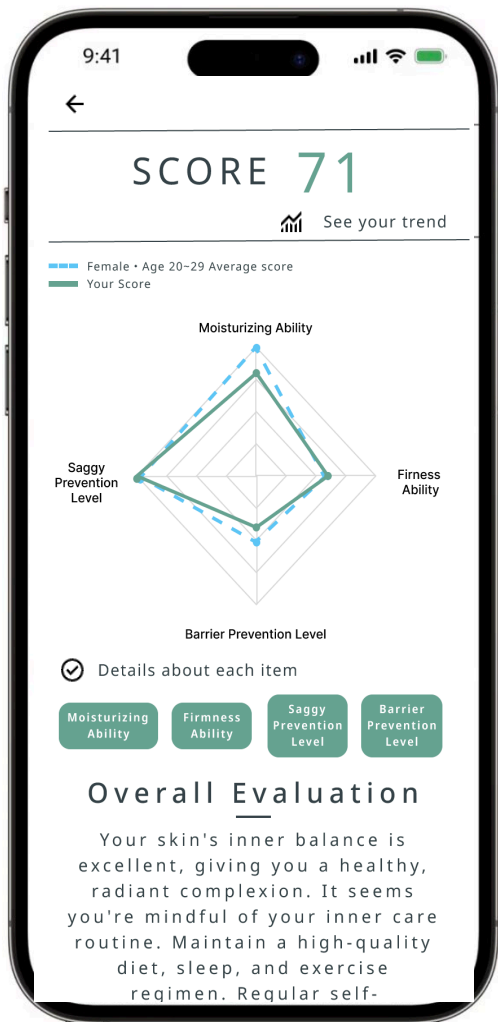 9:41
SCORE 71
See your trend
Female • Age 20~29 Average score
Your Score
Moisturizing Ability
Saggy
Prevention
Level
Firness
Ability
Barrier Prevention Level
Details about each item
Moisturizing
Ability
Firmness
Ability
Saggy
Prevention
Level
Barrier
Prevention
Level
Overall Evaluation
Your skin's inner balance is
excellent, giving you a healthy,
radiant complexion. It seems
you're mindful of your inner care
routine. Maintain a high-quality
diet, sleep, and exercise
regimen. Regular self-